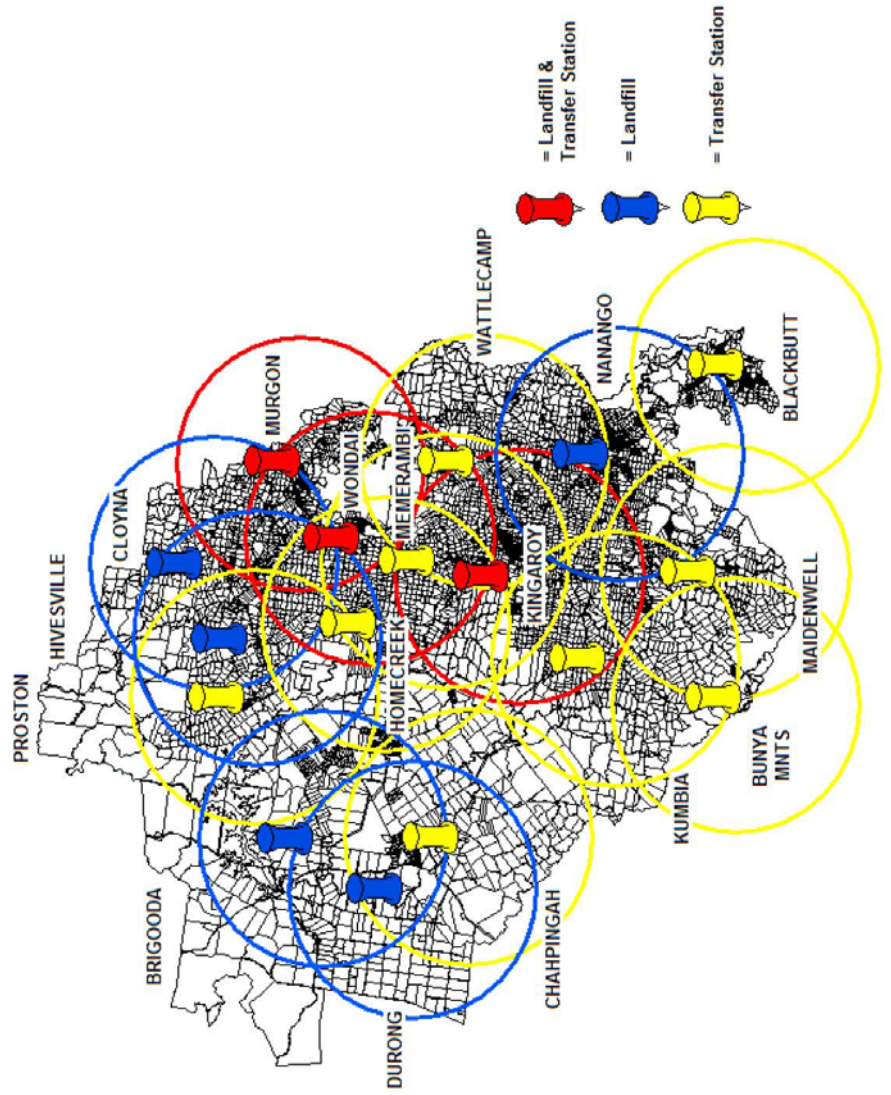 PROSTON
HIVESVILLE
CLOYNA
BRIGOODA
MURGON
WONDAI
DURONG
HOMECREEK
MEMERAMBI
WATTLECAMP
KINGAROY
CHAHPINGAH
NANANGO
KUMBIA
BUNYA
MNTS
BLACKBUTT
MAIDENWELL
= Landfill &
Transfer Station
= Landfill
= Transfer Station